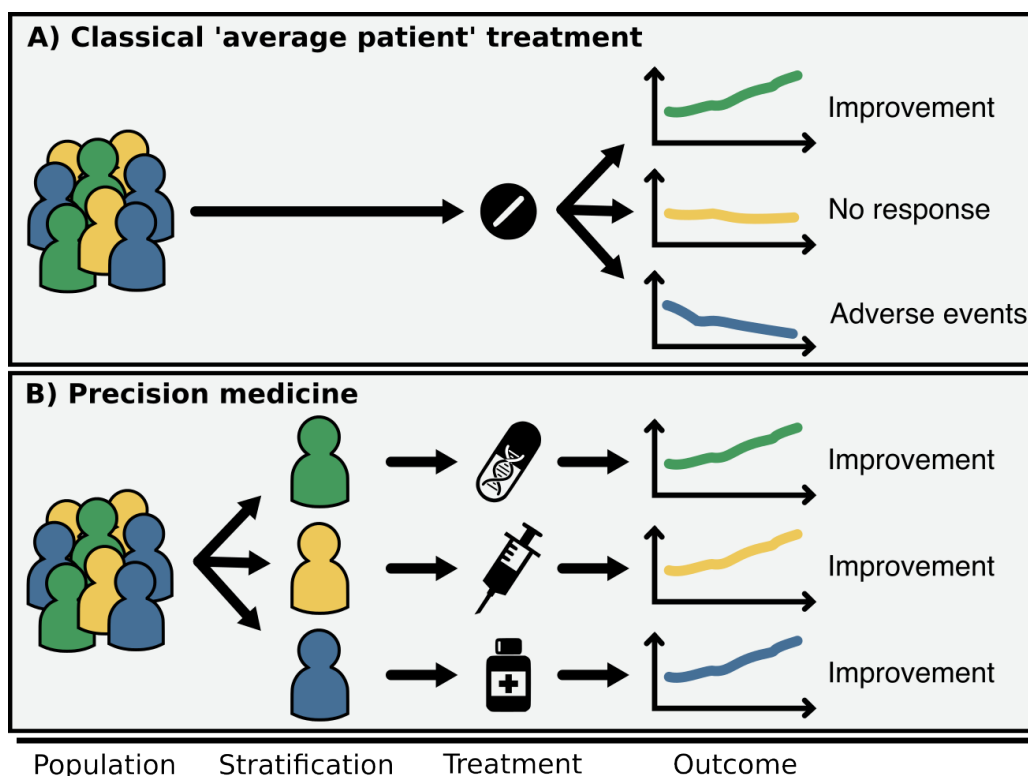 A) Classical 'average patient' treatment
Improvement
No response
Adverse events
B) Precision medicine
Improvement
Improvement
Improvement
Population Stratification Treatment Outcome